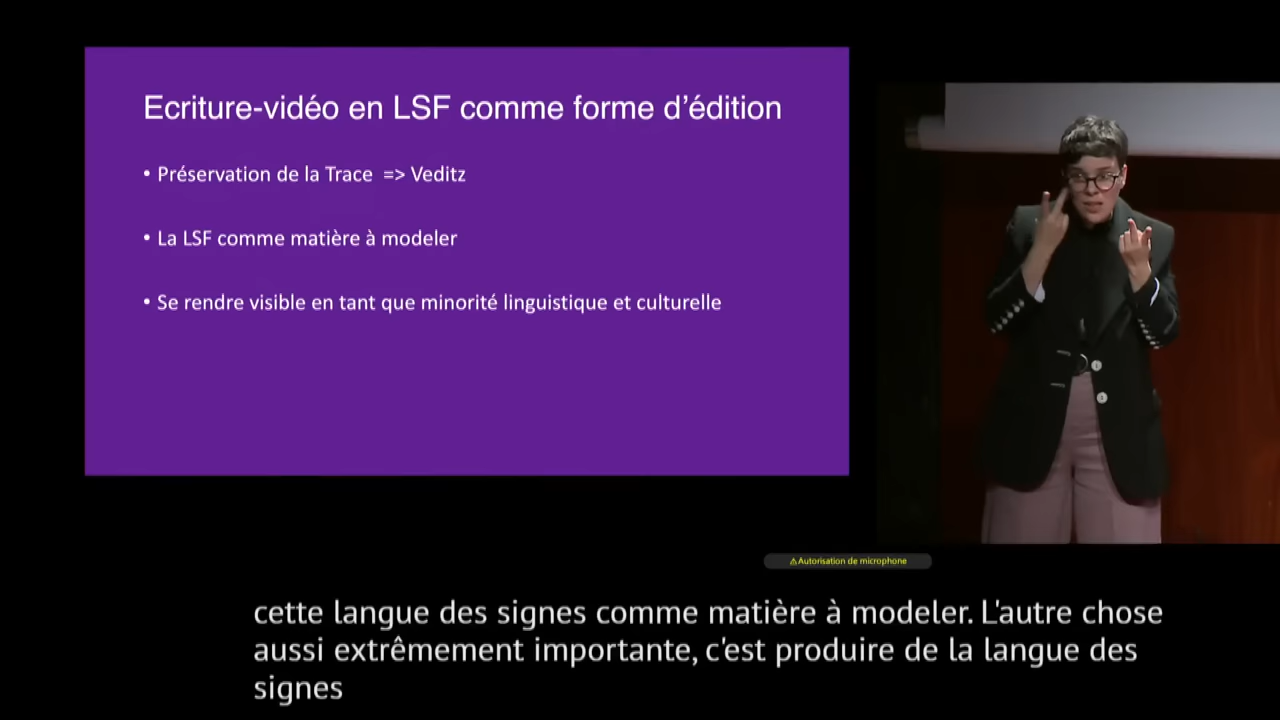 Ecriture-vidéo en LSF comme forme d’édition
• Préservation de la Trace => Veditz
• La LSF comme matière à modeler
• Se rendre visible en tant que minorité linguistique et culturelle
⚠Autorisation de microphone
cette langue des signes comme matière à modeler. L'autre chose
aussi extrêmement importante, c'est produire de la langue des
signes